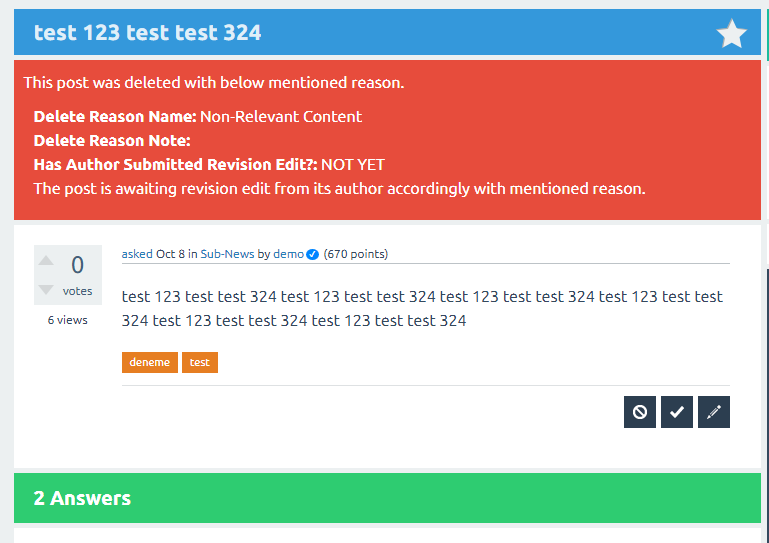 test 123 test test 324
This post was deleted with below mentioned reason.
Delete Reason Name: Non-Relevant Content
Delete Reason Note:
Has Author Submitted Revision Edit?: NOT YET
The post is awaiting revision edit from its author accordingly with mentioned reason.
0
votes
6 views
asked Oct 8 in Sub-News by demo (670 points)
test 123 test test 324 test 123 test test 324 test 123 test test 324 test 123 test test
324 test 123 test test 324 test 123 test test 324
deneme test
2 Answers